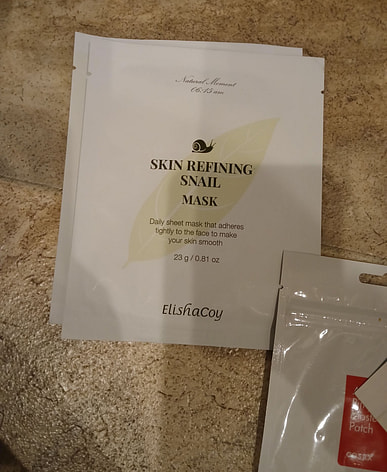 Natural Moment
06:15 am
SKIN REFINING
SNAIL
MASK
Daily sheet mask that adheres
tightly to the face to make
your skin smooth
23 g / 0.81 oz
ElishaCoy
Patch